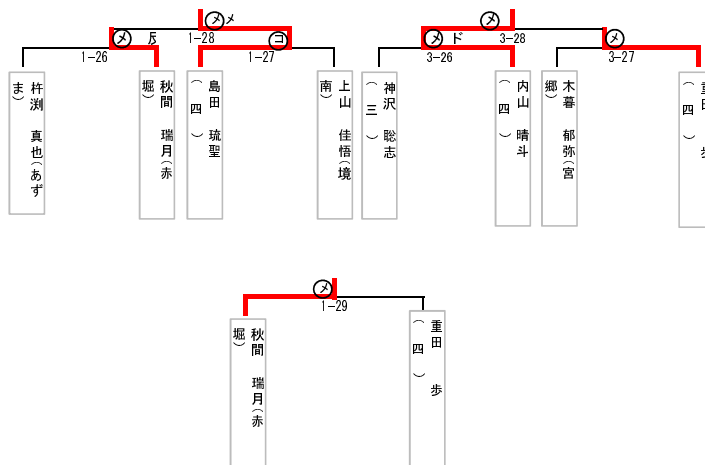 メメ
メ
メ 反
1-28
コ
メ ド
3-28
メ
1-26
1-27
3-26
3-27
杵渕 真也(あず
ま)
秋間 瑞月(赤
堀)
島田 琉聖
( 四 )
上山 佳悟(境
南)
神沢 聡志
( 三 )
内山 晴斗
( 四 )
木暮 郁弥(宮
郷)
重田
( 四 )
メ
1-29
秋間 瑞月(赤
堀)
重田 歩
( 四 )